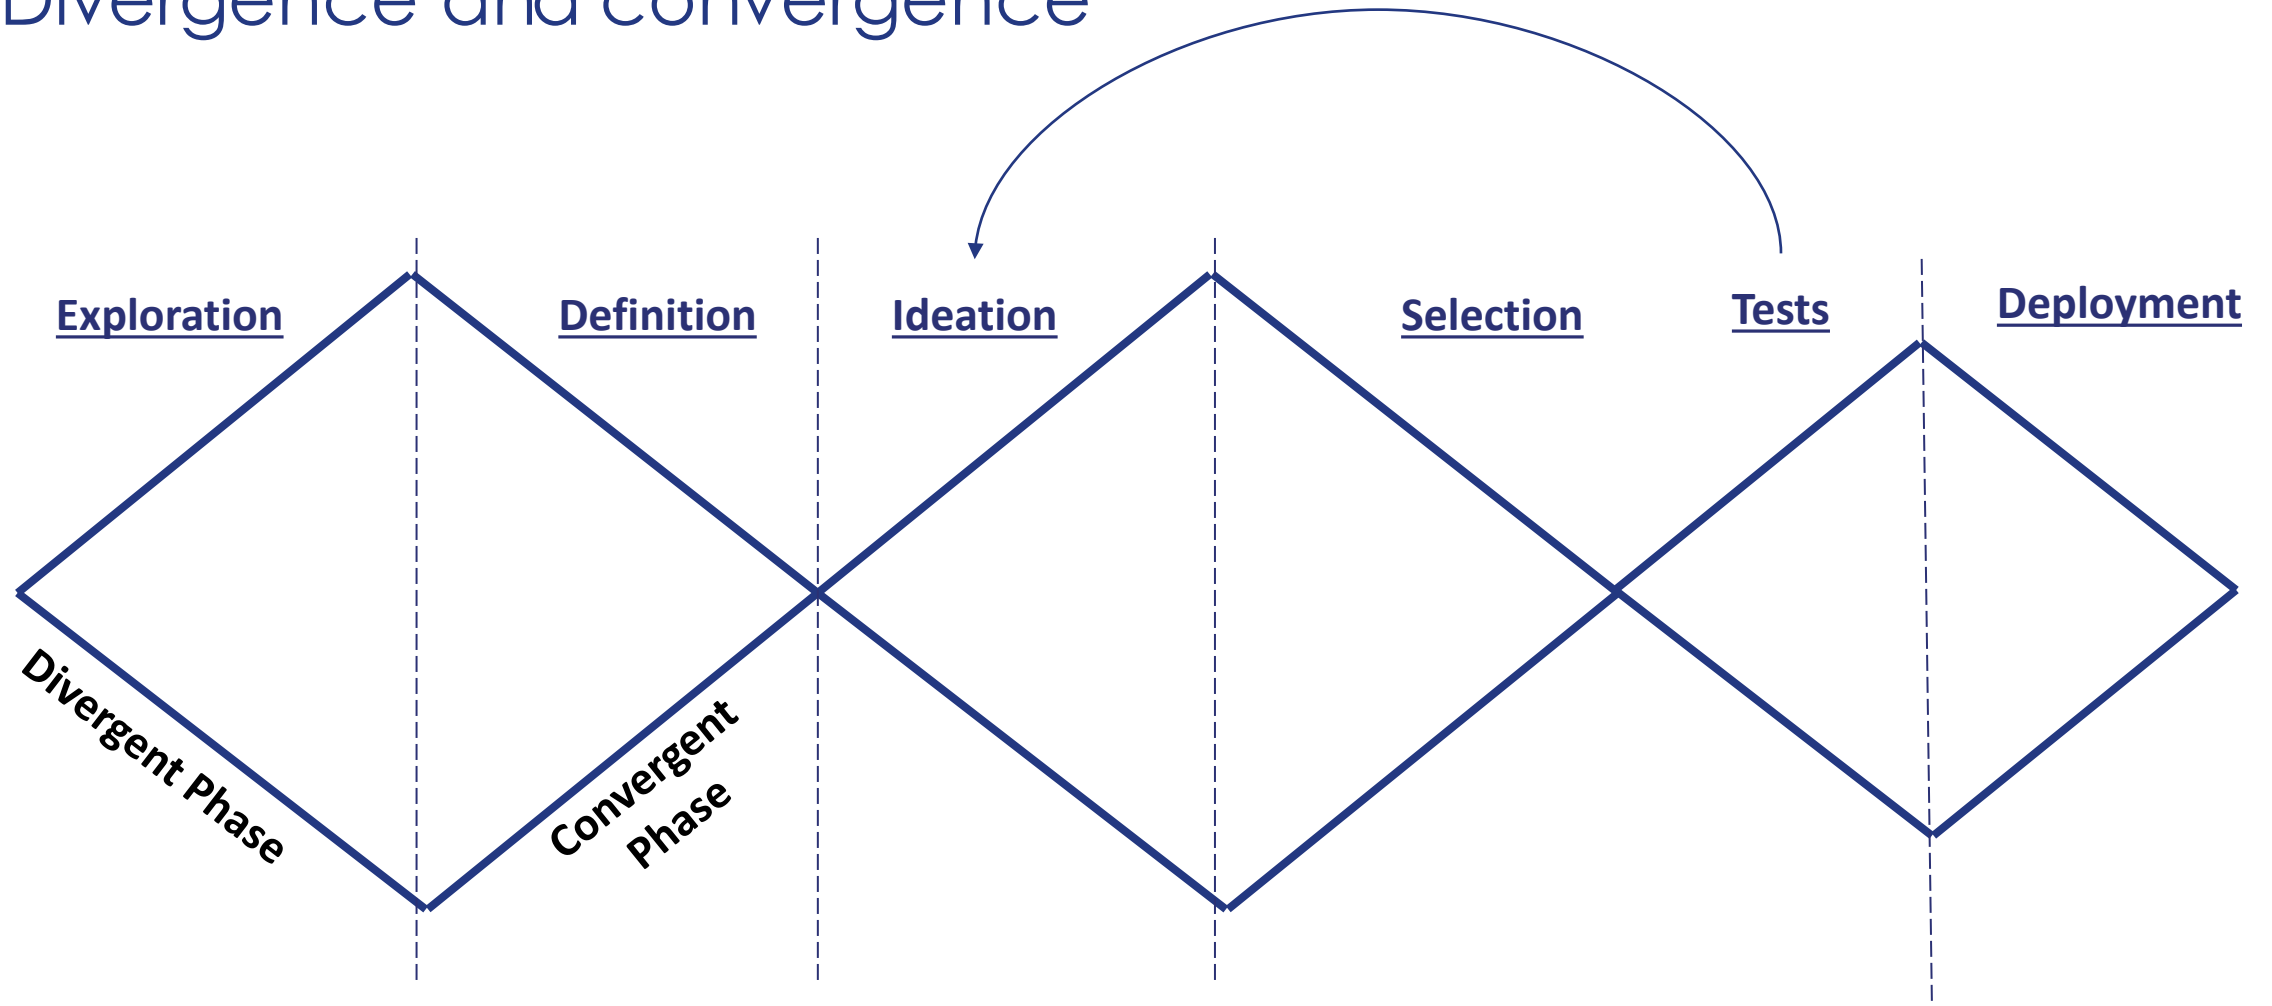 Divergence and convergence
Exploration
Definition
Ideation
Selection
Tests
Deployment
Divergent Phase
Convergent
Phase